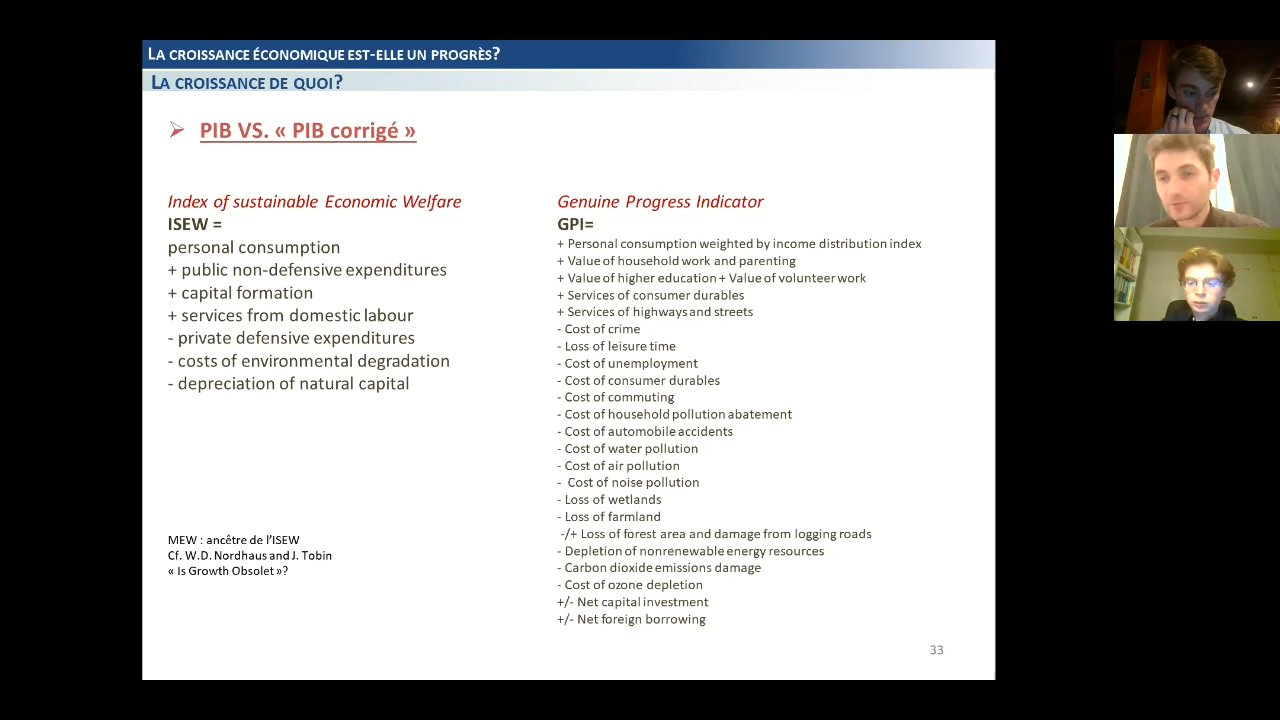 LA CROISSANCE ÉCONOMIQUE EST-ELLE UN PROGRÈS?
LA CROISSANCE DE QUOI?
➢ PIB VS. « PIB corrigé »
Index of sustainable Economic Welfare
ISEW =
personal consumption
+ public non-defensive expenditures
+ capital formation
+ services from domestic labour
- private defensive expenditures
- costs of environmental degradation
- depreciation of natural capital
MEW : ancêtre de l'ISEW
Cf. W.D. Nordhaus and J. Tobin
« Is Growth Obsolet »?
Genuine Progress Indicator
GPI=
+ Personal consumption weighted by income distribution index
+ Value of household work and parenting
+ Value of higher education + Value of volunteer work
+ Services of consumer durables
+ Services of highways and streets
- Cost of crime
- Loss of leisure time
- Cost of unemployment
- Cost of consumer durables
- Cost of commuting
- Cost of household pollution abatement
- Cost of automobile accidents
- Cost of water pollution
- Cost of air pollution
- Cost of noise pollution
- Loss of wetlands
- Loss of farmland
-/+ Loss of forest area and damage from logging roads
- Depletion of nonrenewable energy resources
- Carbon dioxide emissions damage
- Cost of ozone depletion
+/- Net capital investment
+/- Net foreign borrowing
33